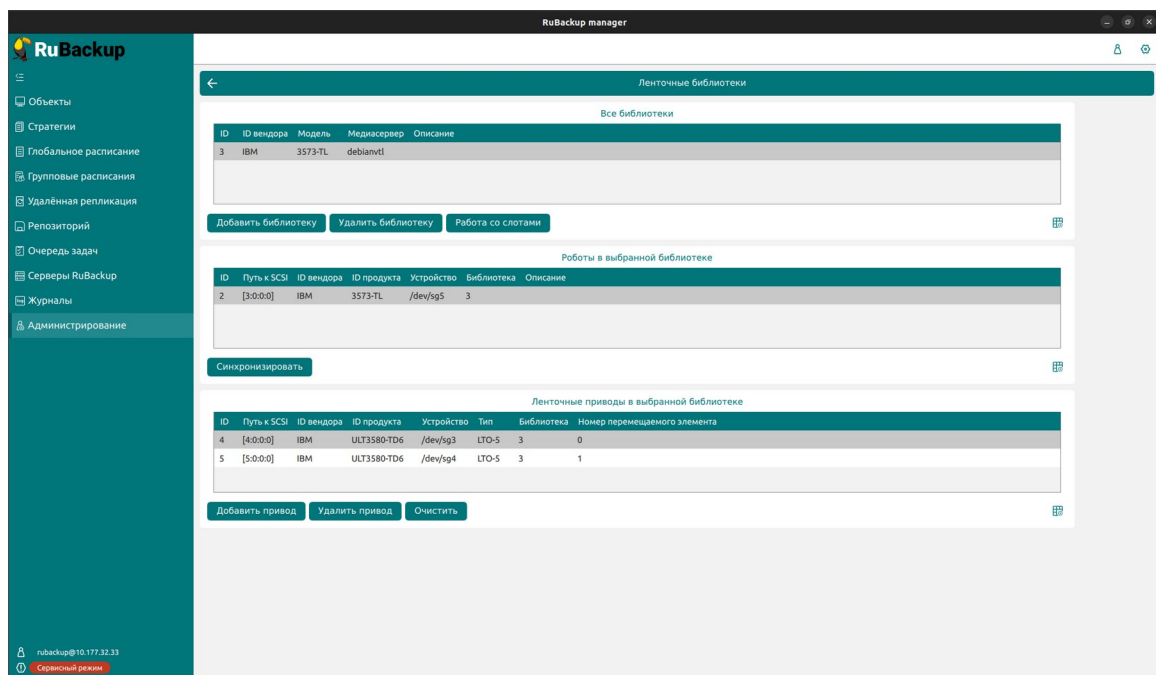 RuBackup manager
RuBackup
Объекты
Стратегии
Глобальное расписание
Групповые расписания
Удалённая репликация
Репозиторий
Очередь задач
Серверы RuBackup
Журналы
Администрирование
rubackup@10.177.32.33
Сервисный режим
Ленточные библиотеки
Все библиотеки
ID ID вендора Модель Медиасервер Описание
3 IBM 3573-TL debianvtl
Добавить библиотеку Удалить библиотеку Работа со слотами
Роботы в выбранной библиотеке
ID Путь к SCSI ID вендора ID продукта Устройство Библиотека Описание
2 [3:0:0:0] IBM 3573-TL /dev/sg5 3
Синхронизировать
Ленточные приводы в выбранной библиотеке
ID Путь к SCSI ID вендора ID продукта Устройство Тип Библиотека Номер перемещаемого элемента
4 [4:0:0:0] IBM ULT3580-TD6 /dev/sg3 LTO-5 3 0
5 [5:0:0:0] IBM ULT3580-TD6 /dev/sg4 LTO-5 3 1
Добавить привод Удалить привод Очистить